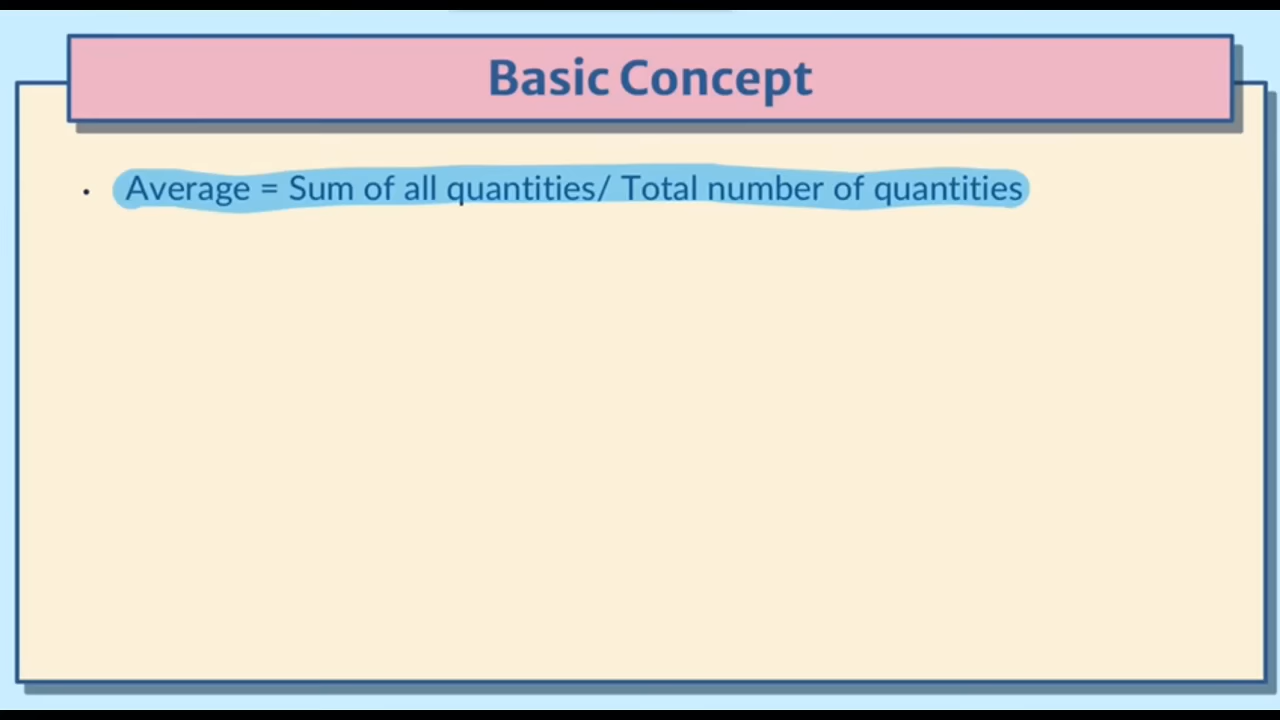 Basic Concept
• Average = Sum of all quantities/ Total number of quantities